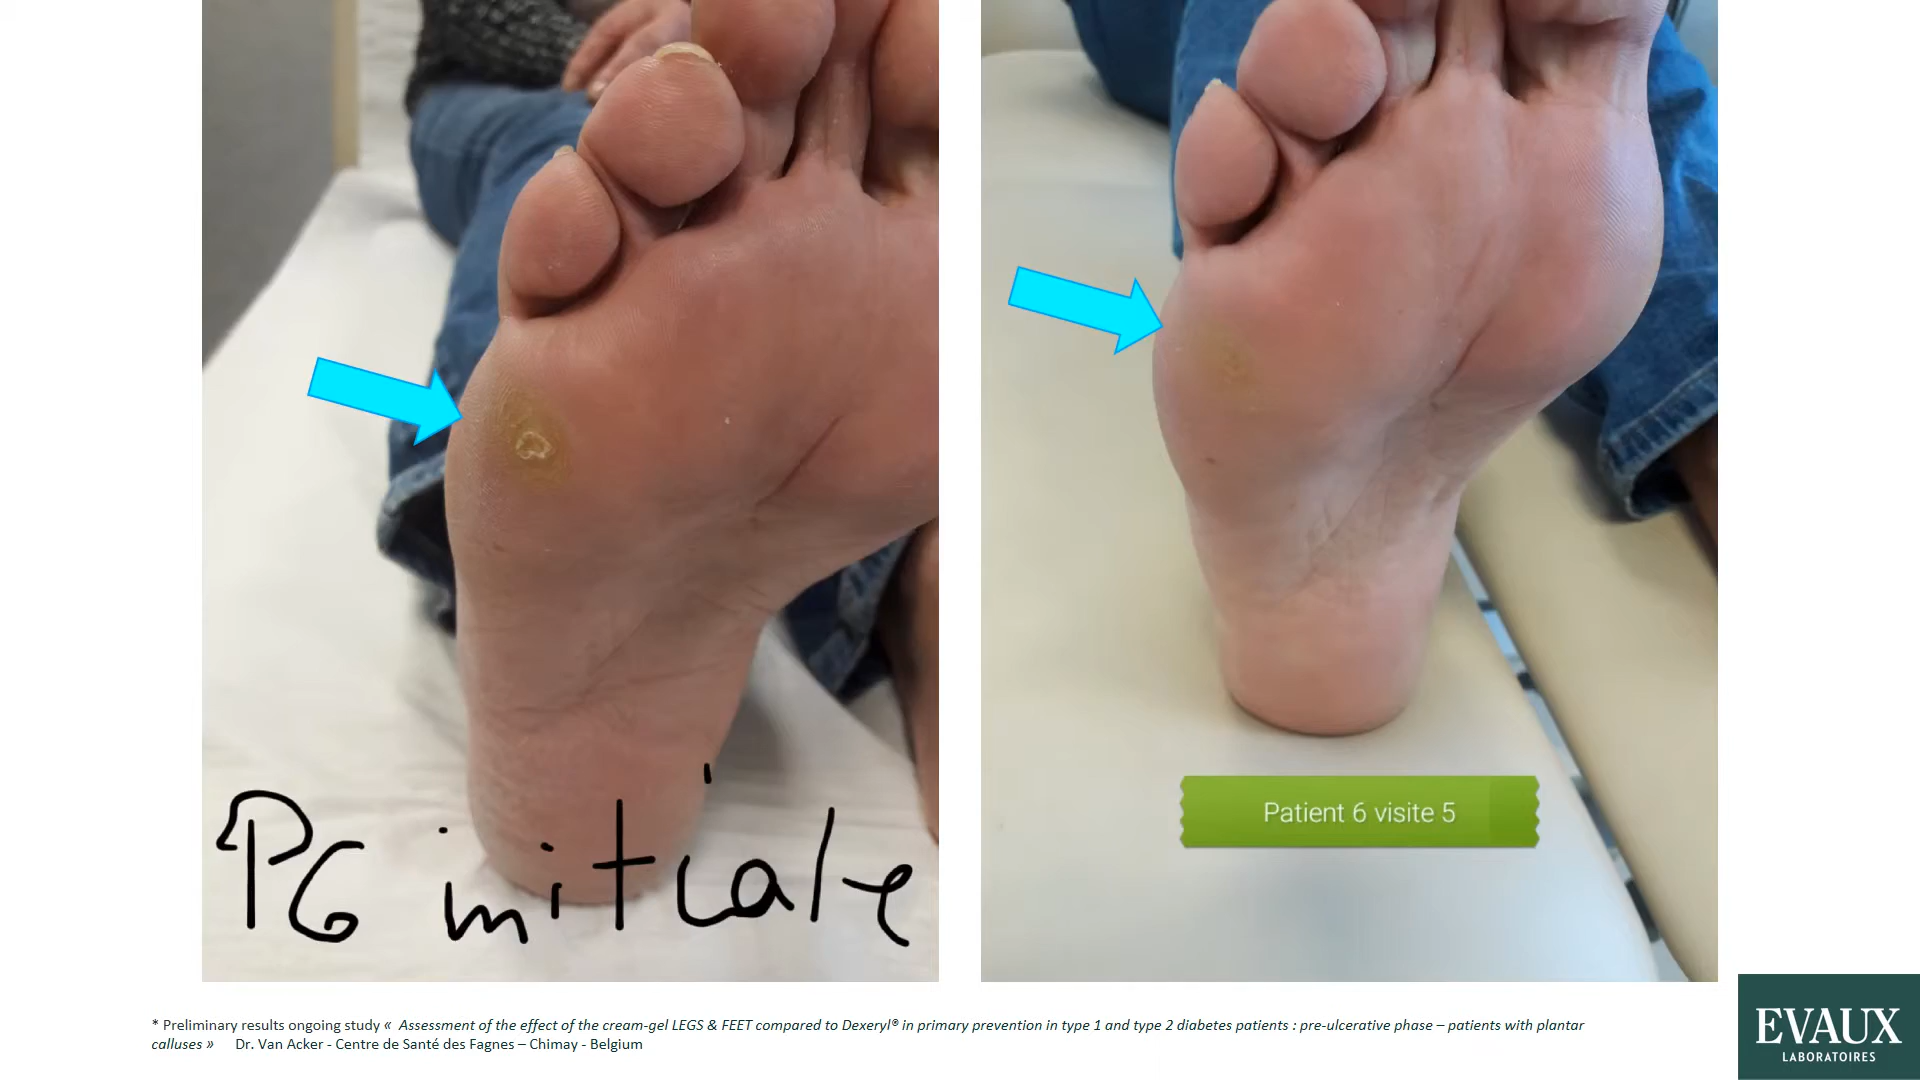 P6 initiale
Patient 6 visite 5
* Preliminary results ongoing study « Assessment of the effect of the cream-gel LEGS & FEET compared to Dexeryl® in primary prevention in type 1 and type 2 diabetes patients : pre-ulcerative phase – patients with plantar
calluses » Dr. Van Acker - Centre de Santé des Fagnes – Chimay - Belgium
EVAUX
LABORATOIRES